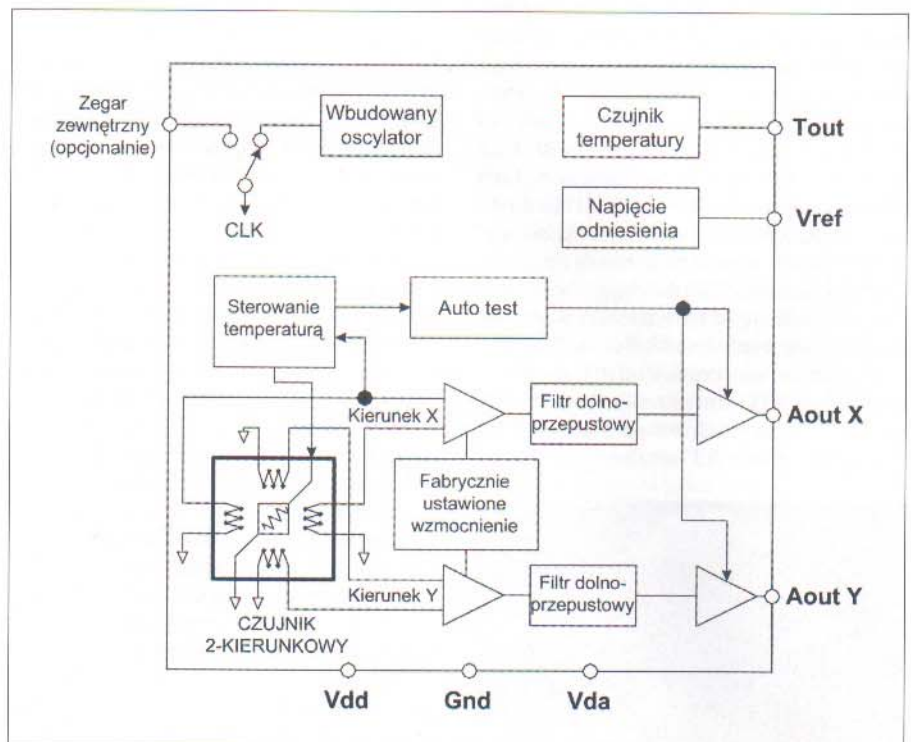 Zegar
zewnętrzny
(opcjonalnie)
Wbudowany
oscylator
Czujnik
temperatury
Tout
CLK
Napięcie
odniesienia
Vref
Sterowanie
temperaturą
Auto test
Kierunek X
Filtr dolno-
przepustowy
Aout X
Fabrycznie
ustawione
wzmocnienie
Kierunek Y
Filtr dolno-
przepustowy
Aout Y
CZUJNIK
2-KIERUNKOWY
Vdd
Gnd
Vda